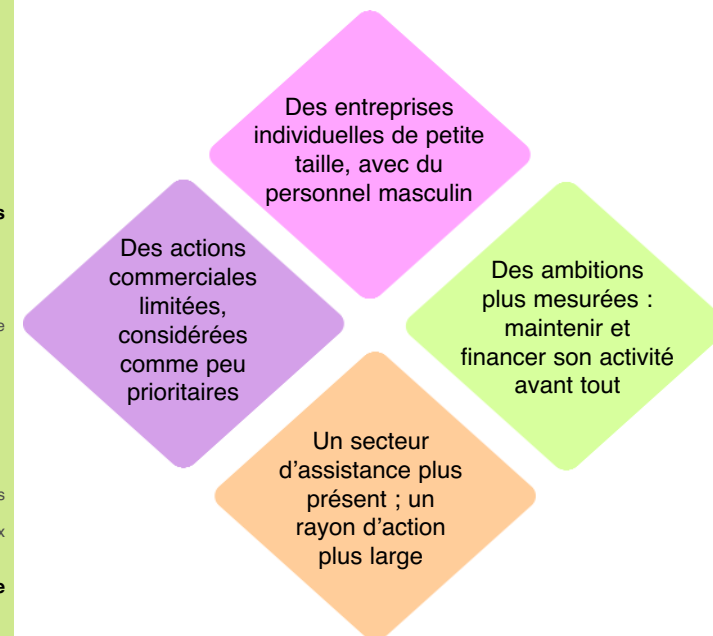 Des entreprises
individuelles de petite
taille, avec du
personnel masculin
s
Des actions
commerciales
limitées,
considérées
comme peu
prioritaires
e
Des ambitions
plus mesurées :
maintenir et
financer son activité
avant tout
Un secteur
d’assistance plus
présent ; un
rayon d’action
plus large
s
x
e